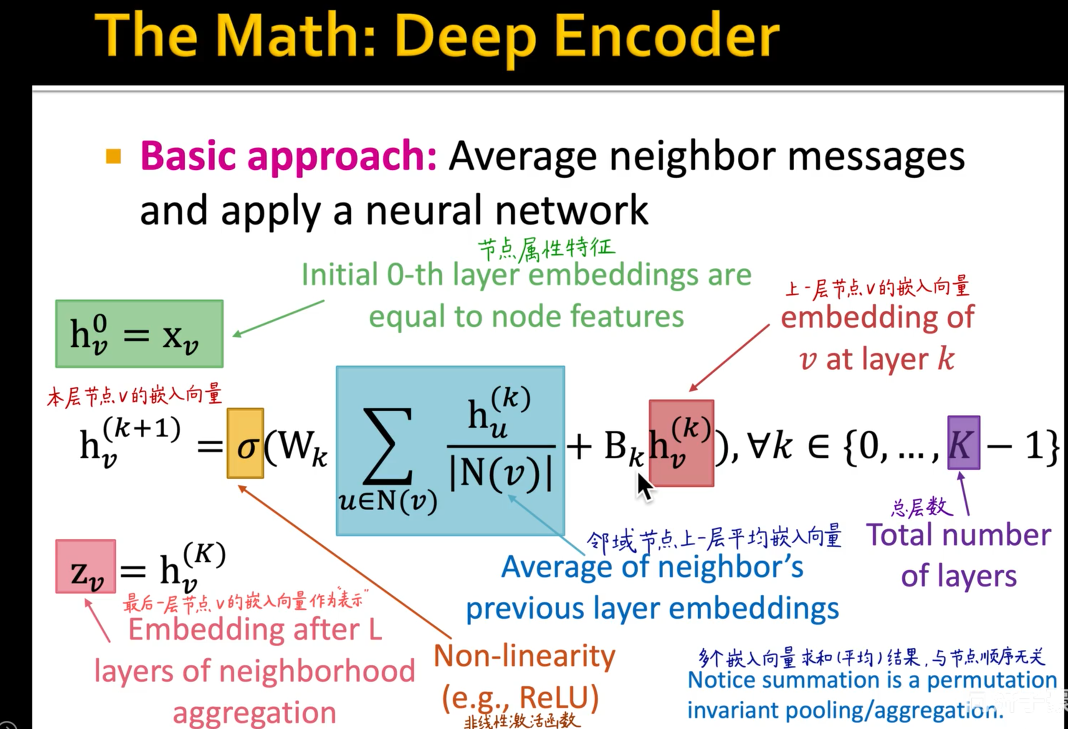 The Math: Deep Encoder
Basic approach: Average neighbor messages
and apply a neural network
节点属性特征
Initial 0-th layer embeddings are
equal to node features
上一层节点v的嵌入向量
embedding of
v at layer k
h_v^0 = x_v
本层节点v的嵌入向量
h_v^(k+1) = σ(W_k ∑_{u∈N(v)} h_u^(k) / |N(v)| + B_k h_v^(k)), ∀k ∈ {0, ..., K − 1}
总层数
Total number
of layers
邻域节点上一层平均嵌入向量
Average of neighbor's
previous layer embeddings
z_v = h_v^(K)
最后一层节点v的嵌入向量作为“表示”
Embedding after L
layers of neighborhood
aggregation
Non-linearity
(e.g., ReLU)
非线性激活函数
多个嵌入向量求和(平均)结果,与节点顺序无关
Notice summation is a permutation
invariant pooling/aggregation.